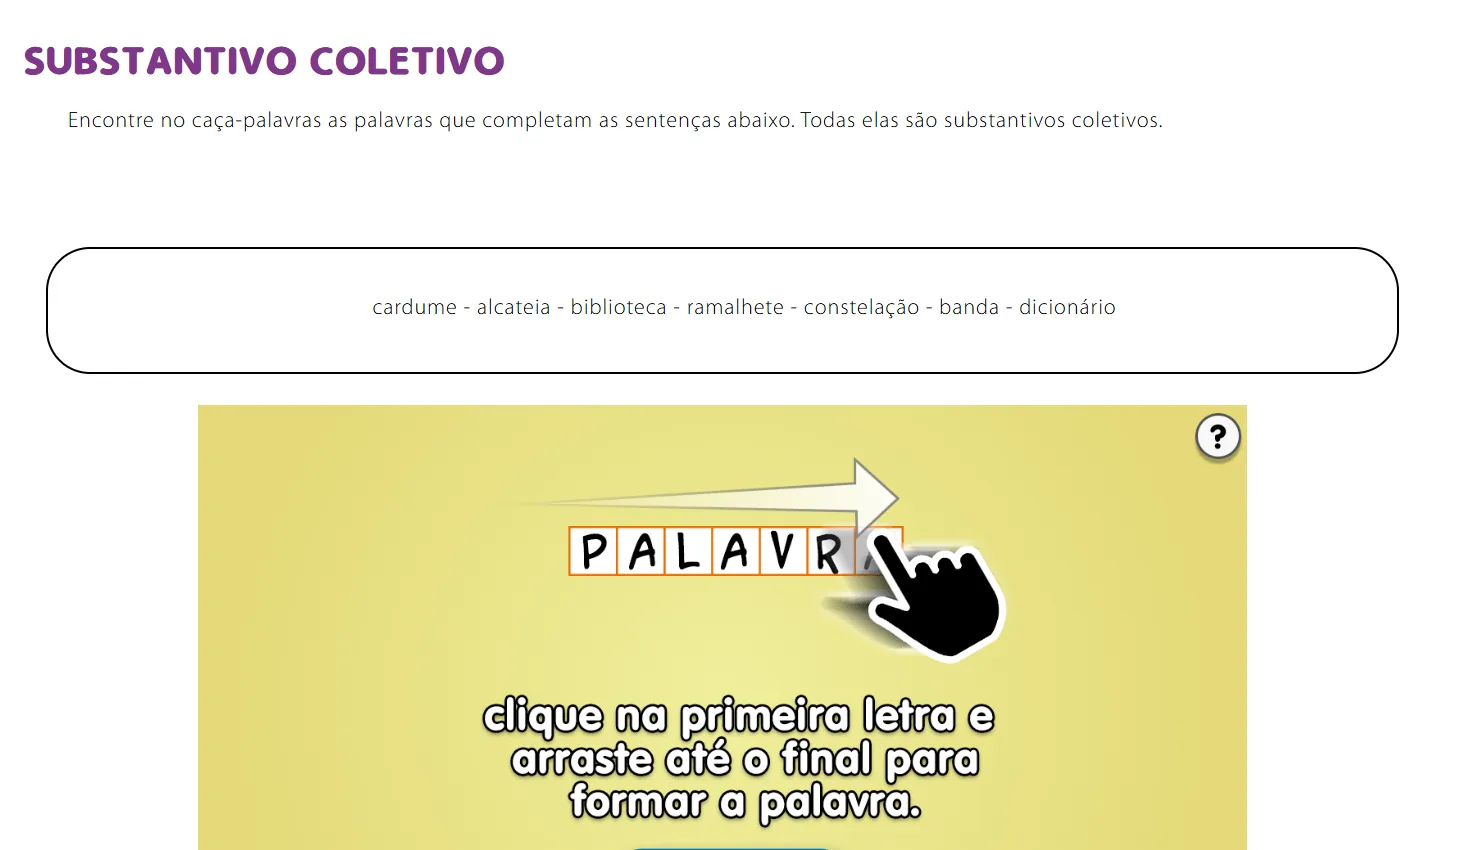 SUBSTANTIVO COLETIVO
Encontre no caça-palavras as palavras que completam as sentenças abaixo. Todas elas são substantivos coletivos.
cardume - alcateia - biblioteca - ramalhete - constelação - banda - dicionário
?
PALAVRA
clique na primeira letra e
arraste até o final para
formar a palavra.